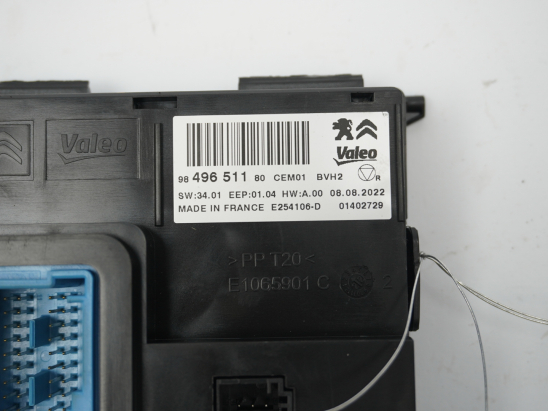 Valeo
Valeo
98 496 511 80 CEM01 BVH2 R
SW:34.01 EEP:01.04 HW:A.00 08.08.2022
MADE IN FRANCE E254106-D 01402729
>PP T20<
E1065901 C 2